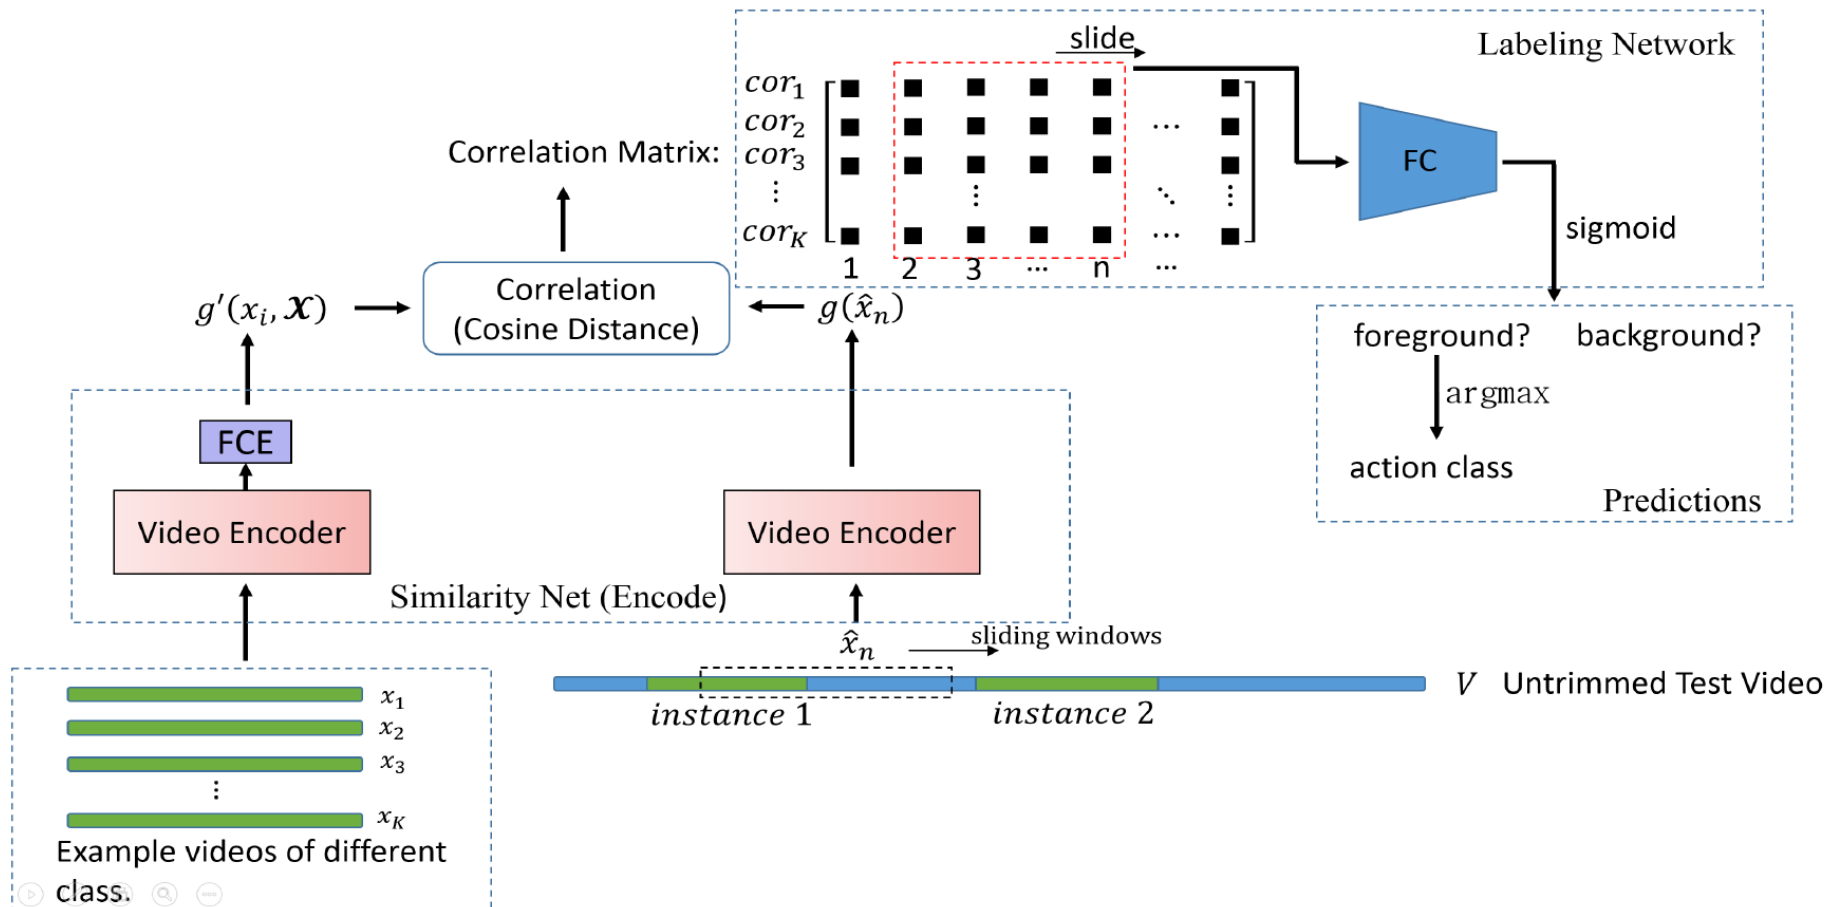 slide
Labeling Network
cor₁
cor₂
cor₃
⋮
cor_K
...
⋮
⋱
⋮
...
1 2 3 ... n ...
Correlation Matrix:
FC
sigmoid
Correlation
(Cosine Distance)
g′(xᵢ, 𝒳)
g(x̂ₙ)
foreground? background?
argmax
action class
Predictions
FCE
Video Encoder
Video Encoder
Similarity Net (Encode)
x̂ₙ
sliding windows
V Untrimmed Test Video
instance 1
instance 2
x₁
x₂
x₃
⋮
x_K
Example videos of different
class.